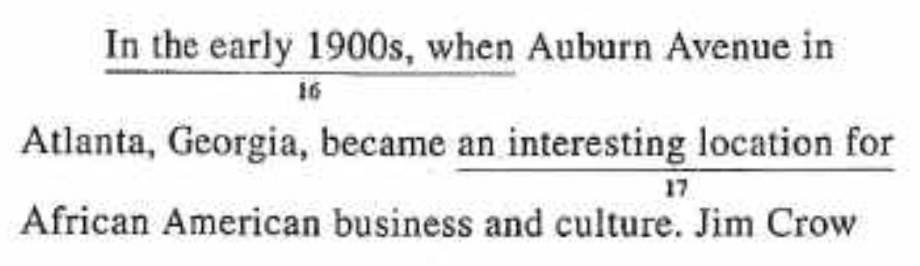 In the early 1900s, when Auburn Avenue in
16
Atlanta, Georgia, became an interesting location for
17
African American business and culture. Jim Crow